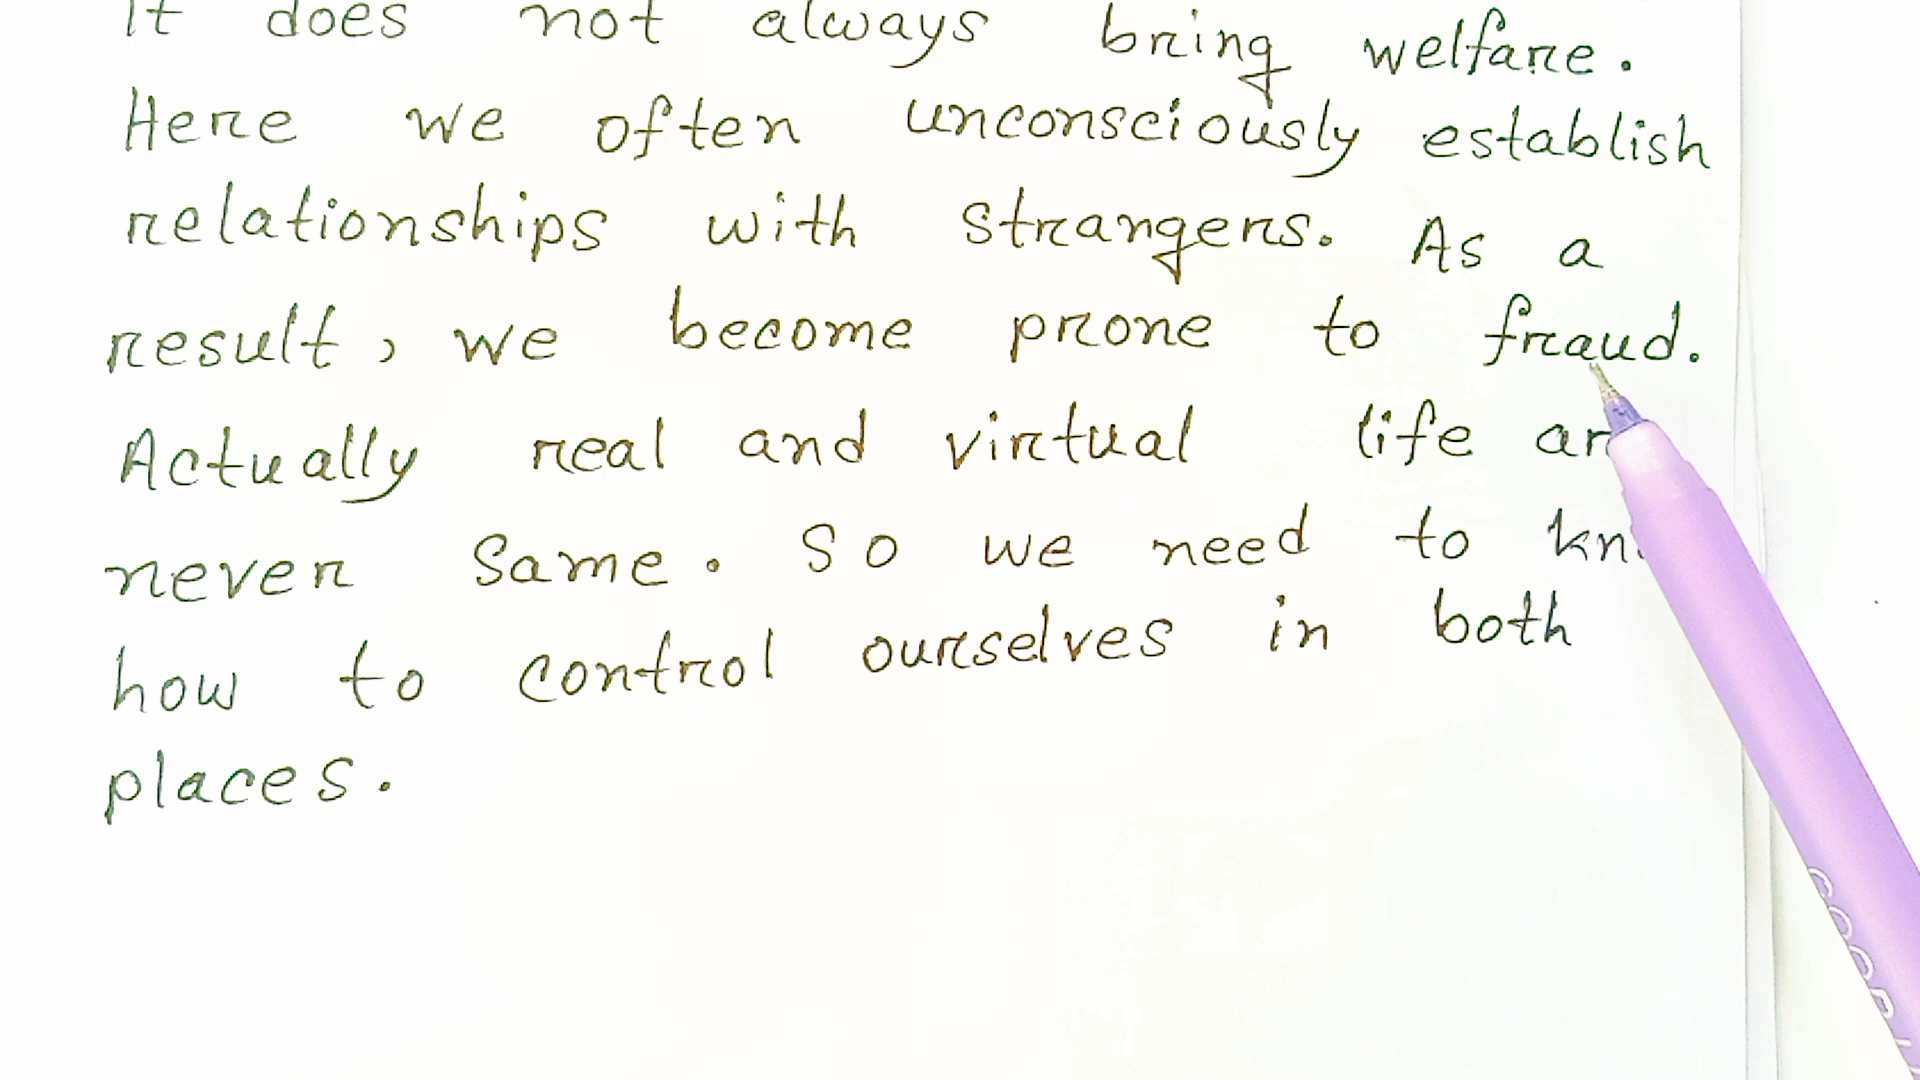 It does not always bring welfare.
Here we often unconsciously establish
relationships with strangers. As a
result, we become prone to fraud.
Actually real and virtual life
never same. So we need to
how to control ourselves in both
places.